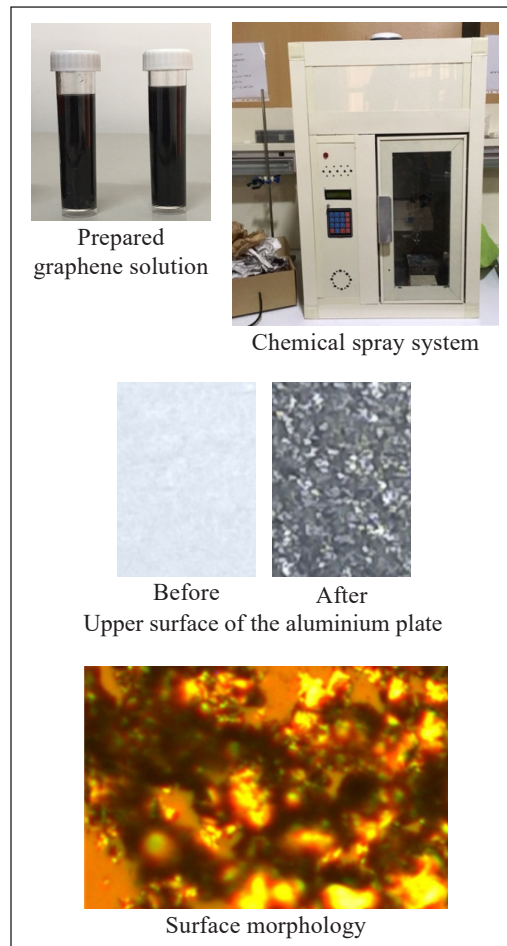 Prepared
graphene solution
Chemical spray system
Before
After
Upper surface of the aluminium plate
Surface morphology